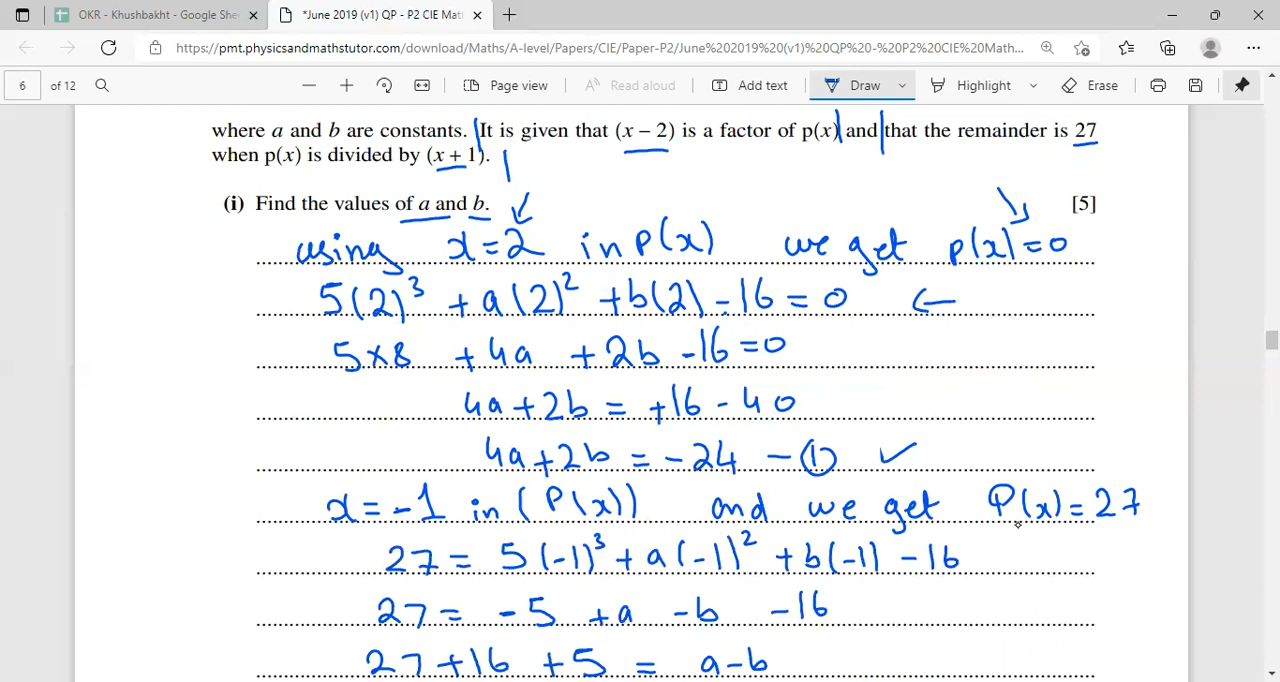 OKR - Khushbakht - Google Shee
*June 2019 (v1) QP - P2 CIE Mat
https://pmt.physicsandmathstutor.com/download/Maths/A-level/Papers/CIE/Paper-P2/June%202019%20(v1)%20QP%20-%20P2%20CIE%20Math...
6 of 12 Page view Read aloud Add text Draw Highlight Erase
where a and b are constants. It is given that (x − 2) is a factor of p(x) and that the remainder is 27
when p(x) is divided by (x + 1).
(i) Find the values of a and b. [5]
using x = 2 in P(x) we get p(x) = 0
5(2)³ + a(2)² + b(2) - 16 = 0 ←
5×8 + 4a + 2b - 16 = 0
4a + 2b = +16 - 40
4a + 2b = -24 - ① ✓
x = -1 in (P(x)) and we get P(x) = 27
27 = 5(-1)³ + a(-1)² + b(-1) - 16
27 = -5 + a - b - 16
27 + 16 + 5 = a - b